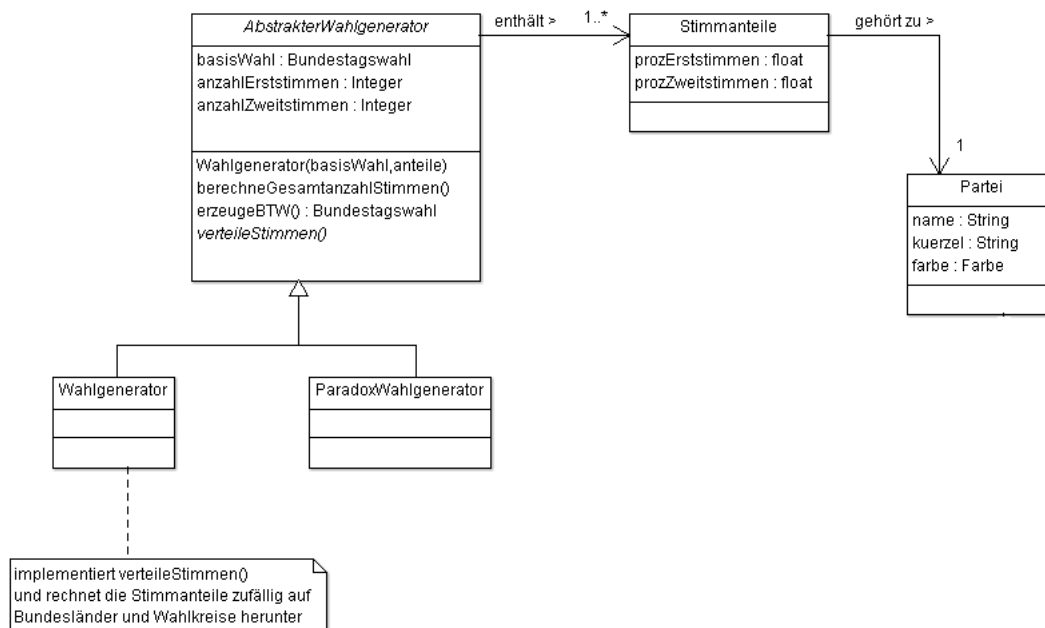 AbstrakterWahlgenerator
basisWahl : Bundestagswahl
anzahlErststimmen : Integer
anzahlZweitstimmen : Integer
Wahlgenerator(basisWahl,anteile)
berechneGesamtanzahlStimmen()
erzeugeBTW() : Bundestagswahl
verteileStimmen()
enthält >
1..*
Stimmanteile
prozErststimmen : float
prozZweitstimmen : float
gehört zu >
1
Partei
name : String
kuerzel : String
farbe : Farbe
Wahlgenerator
ParadoxWahlgenerator
implementiert verteileStimmen()
und rechnet die Stimmanteile zufällig auf
Bundesländer und Wahlkreise herunter